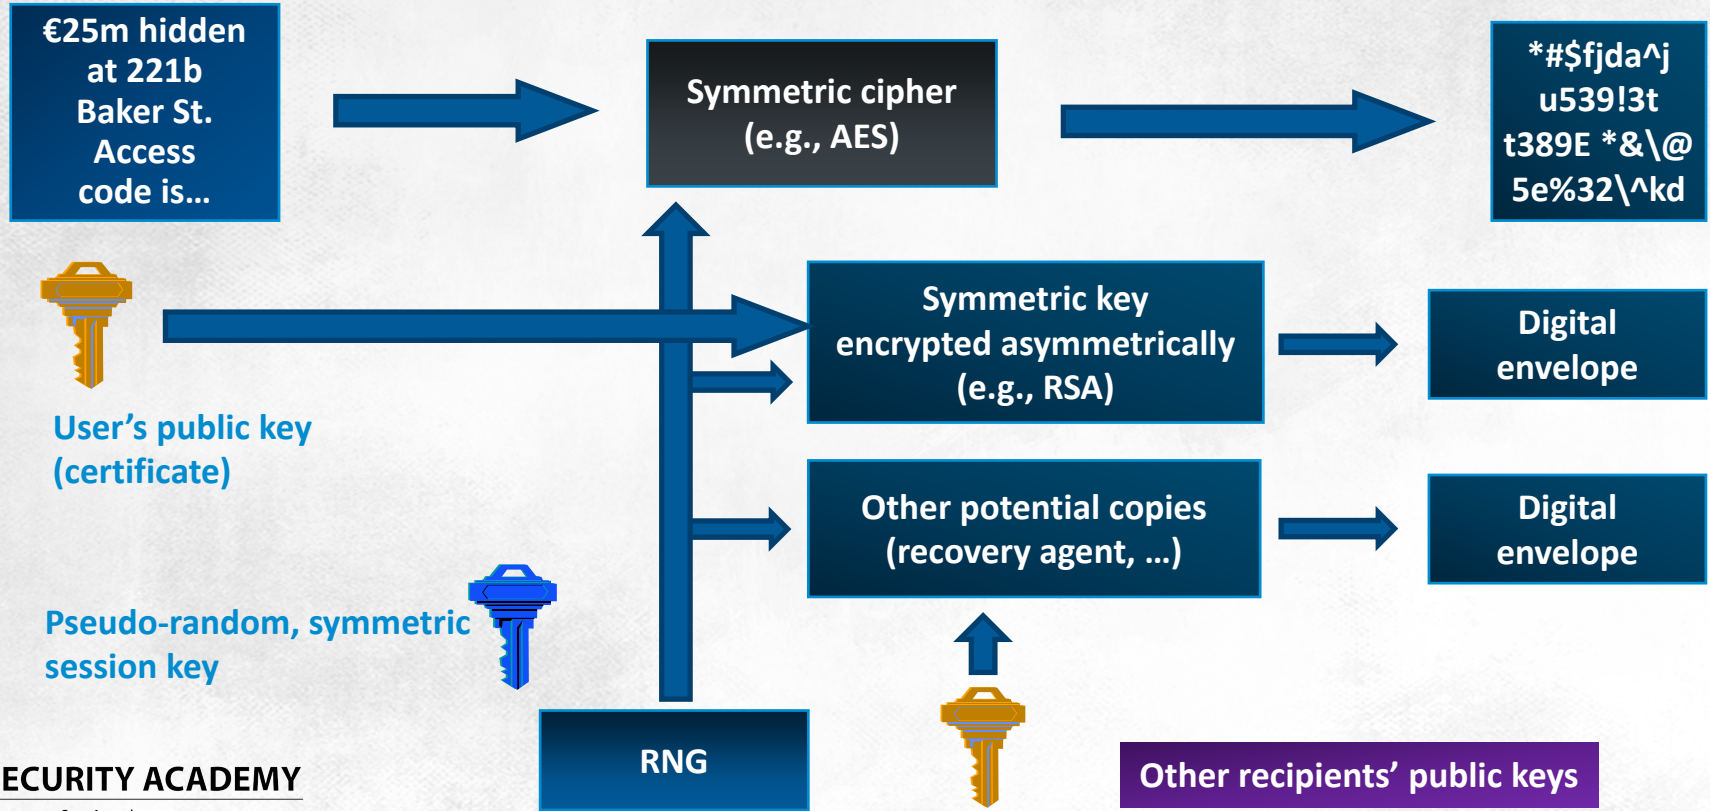 €25m hidden
at 221b
Baker St.
Access
code is...
Symmetric cipher
(e.g., AES)
*#$fjda^j
u539!3t
t389E *&\@
5e%32\^kd
Symmetric key
encrypted asymmetrically
(e.g., RSA)
Digital
envelope
User's public key
(certificate)
Other potential copies
(recovery agent, ...)
Digital
envelope
Pseudo-random, symmetric
session key
RNG
Other recipients' public keys
ECURITY ACADEMY